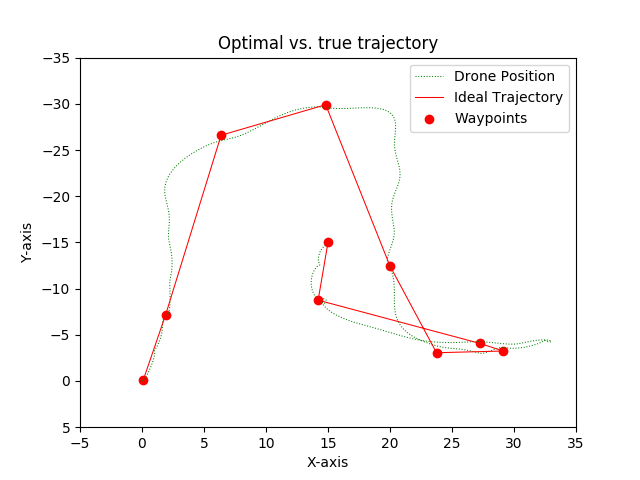 Optimal vs. true trajectory
Drone Position
Ideal Trajectory
Waypoints
Y-axis
−35
−30
−25
−20
−15
−10
−5
0
5
−5 0 5 10 15 20 25 30 35
X-axis